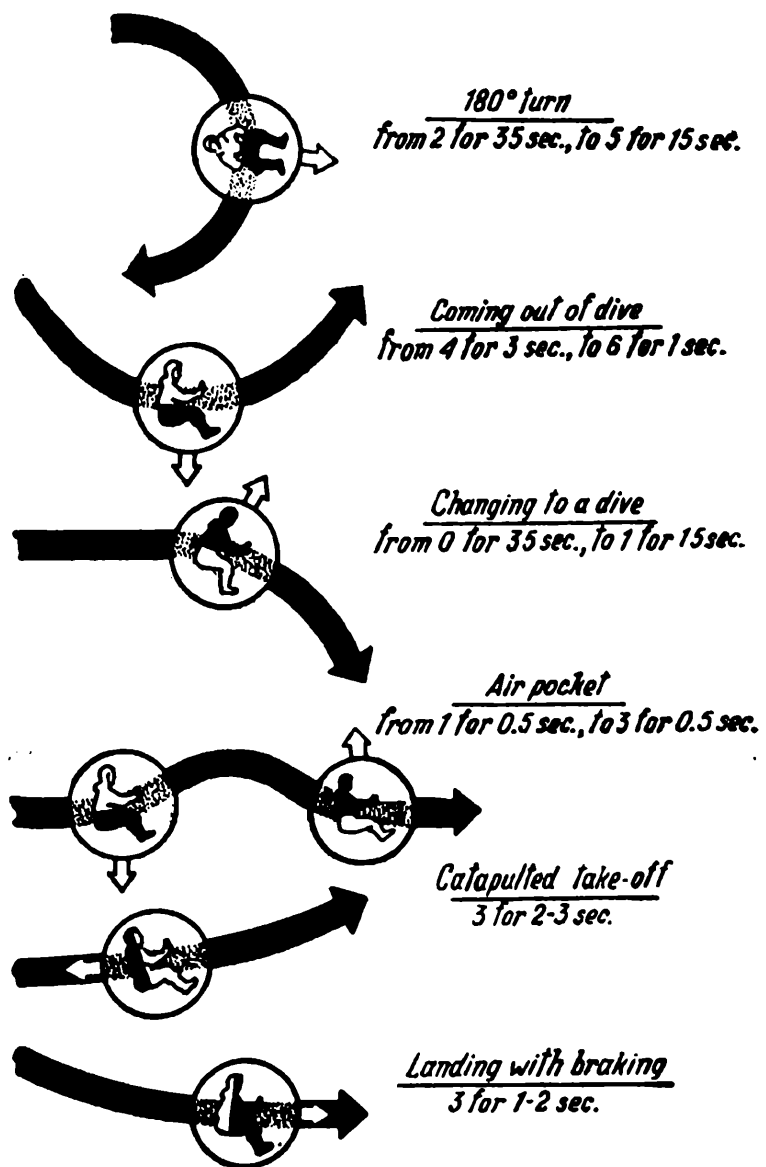 180° turn
from 2 for 35 sec., to 5 for 15 sec.
Coming out of dive
from 4 for 3 sec., to 6 for 1 sec.
Changing to a dive
from 0 for 35 sec., to 1 for 15 sec.
Air pocket
from 1 for 0.5 sec., to 3 for 0.5 sec.
Catapulted take-off
3 for 2-3 sec.
Landing with braking
3 for 1-2 sec.